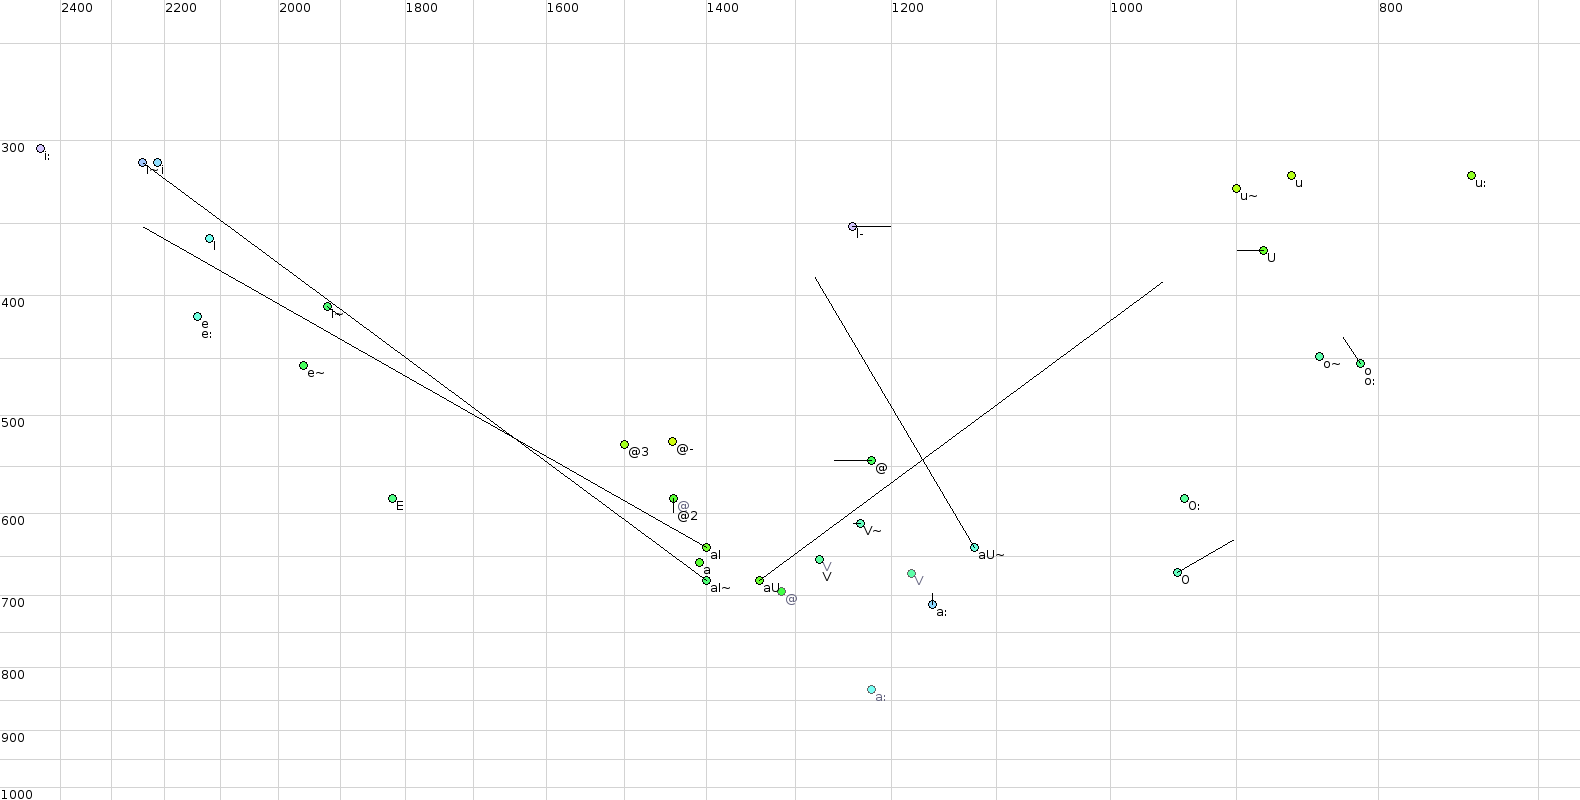 2400 2200 2000 1800 1600 1400 1200 1000 800
300
i:
i~ i
u
u:
u~
I-
I
U
400
I~
e
e:
o~
e~
o
o:
500
@3
@-
@
E
@
O:
@2
600
V~
aI
aU~
a
V
V
V
O
aI~
aU
@
700
a:
800
a:
900
1000